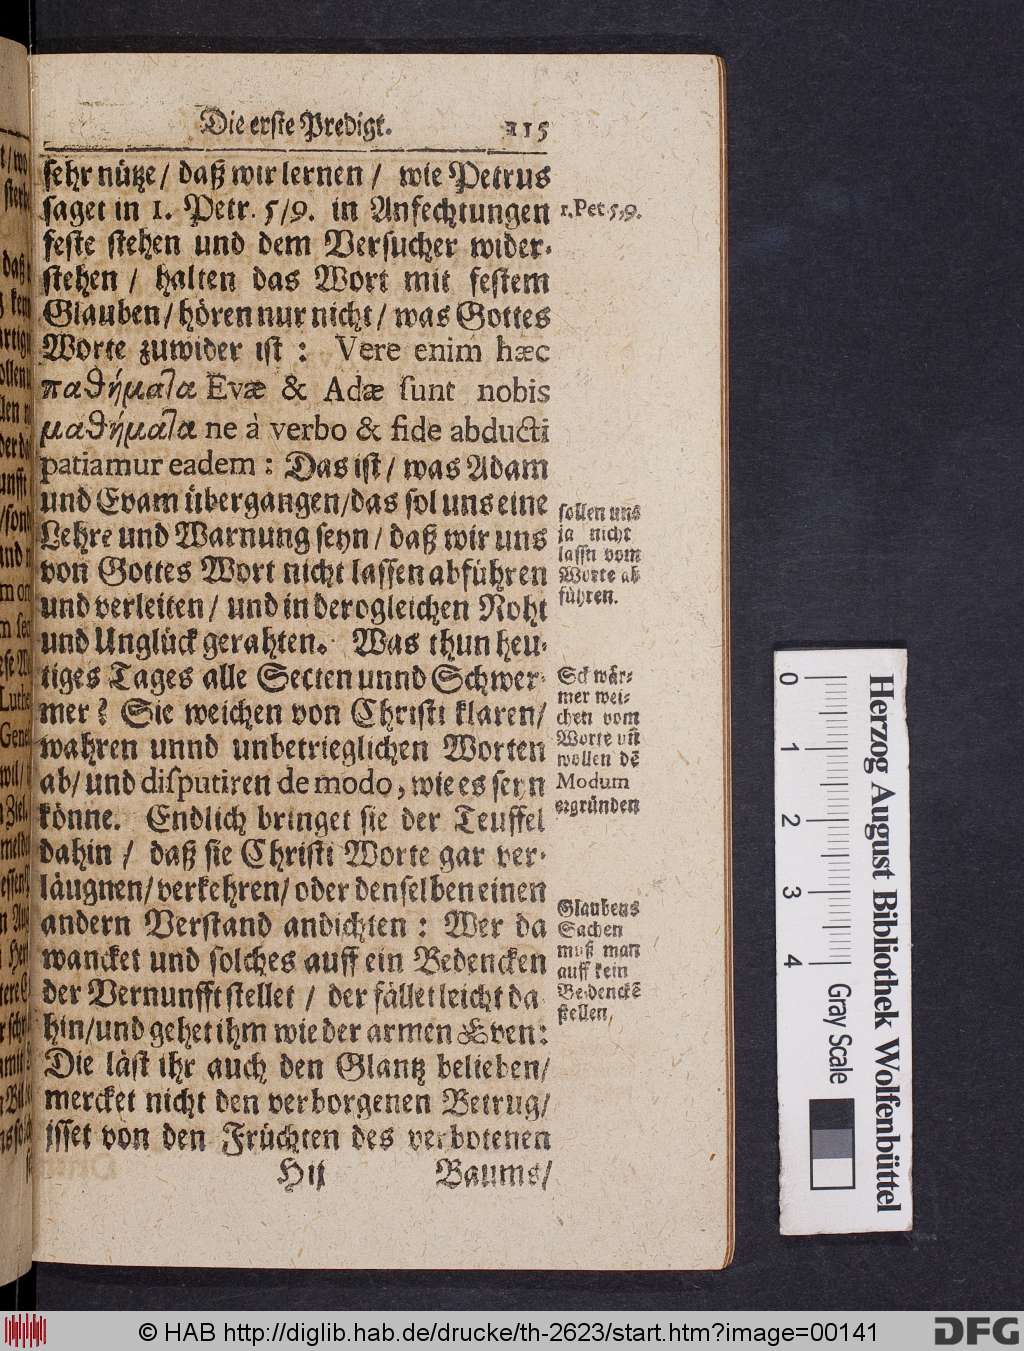 Die erste Predigt. 115
sehr nütze / daß wir lernen / wie Petrus
saget in 1. Petr. 5/9. in Anfechtungen
feste stehen und dem Versucher wider-
stehen / halten das Wort mit festem
Glauben / hören nur nicht / was Gottes
Worte zuwider ist : Vere enim hæc
παθήματα Evæ & Adæ sunt nobis
μαθήματα ne à verbo & fide abducti
patiamur eadem : Das ist / was Adam
und Evam übergangen / das sol uns eine
Lehre und Warnung seyn / daß wir uns
von Gottes Wort nicht lassen abführen
und verleiten / und in derogleichen Noht
und Unglück gerahten. Was thun heu-
tiges Tages alle Secten unnd Schwer-
mer? Sie weichen von Christi klaren /
wahren unnd unbetrieglichen Worten
ab / und disputiren de modo, wie es seyn
könne. Endlich bringet sie der Teuffel
dahin / daß sie Christi Worte gar ver-
läugnen / verkehren / oder denselben einen
andern Verstand andichten : Wer da
wancket und solches auff ein Bedencken
der Vernunfft stellet / der fället leicht da
hin / und gehet ihm wie der armen Even :
Die läst ihr auch den Glantz belieben /
mercket nicht den verborgenen Betrug /
isset von den Früchten des verbotenen
H ij Baums /
1. Pet 5,9.
sollen uns
ja nicht
lassn vom
Worte ab
führen.
Schwär-
mer wei-
chen vom
Worte uñ
wollen dē
Modum
ergründen
Glaubens
Sachen
muß man
auff kein
Bedenckē
stellen,
0 1 2 3 4
Herzog August Bibliothek Wolfenbüttel
Gray Scale
© HAB http://diglib.hab.de/drucke/th-2623/start.htm?image=00141
DFG